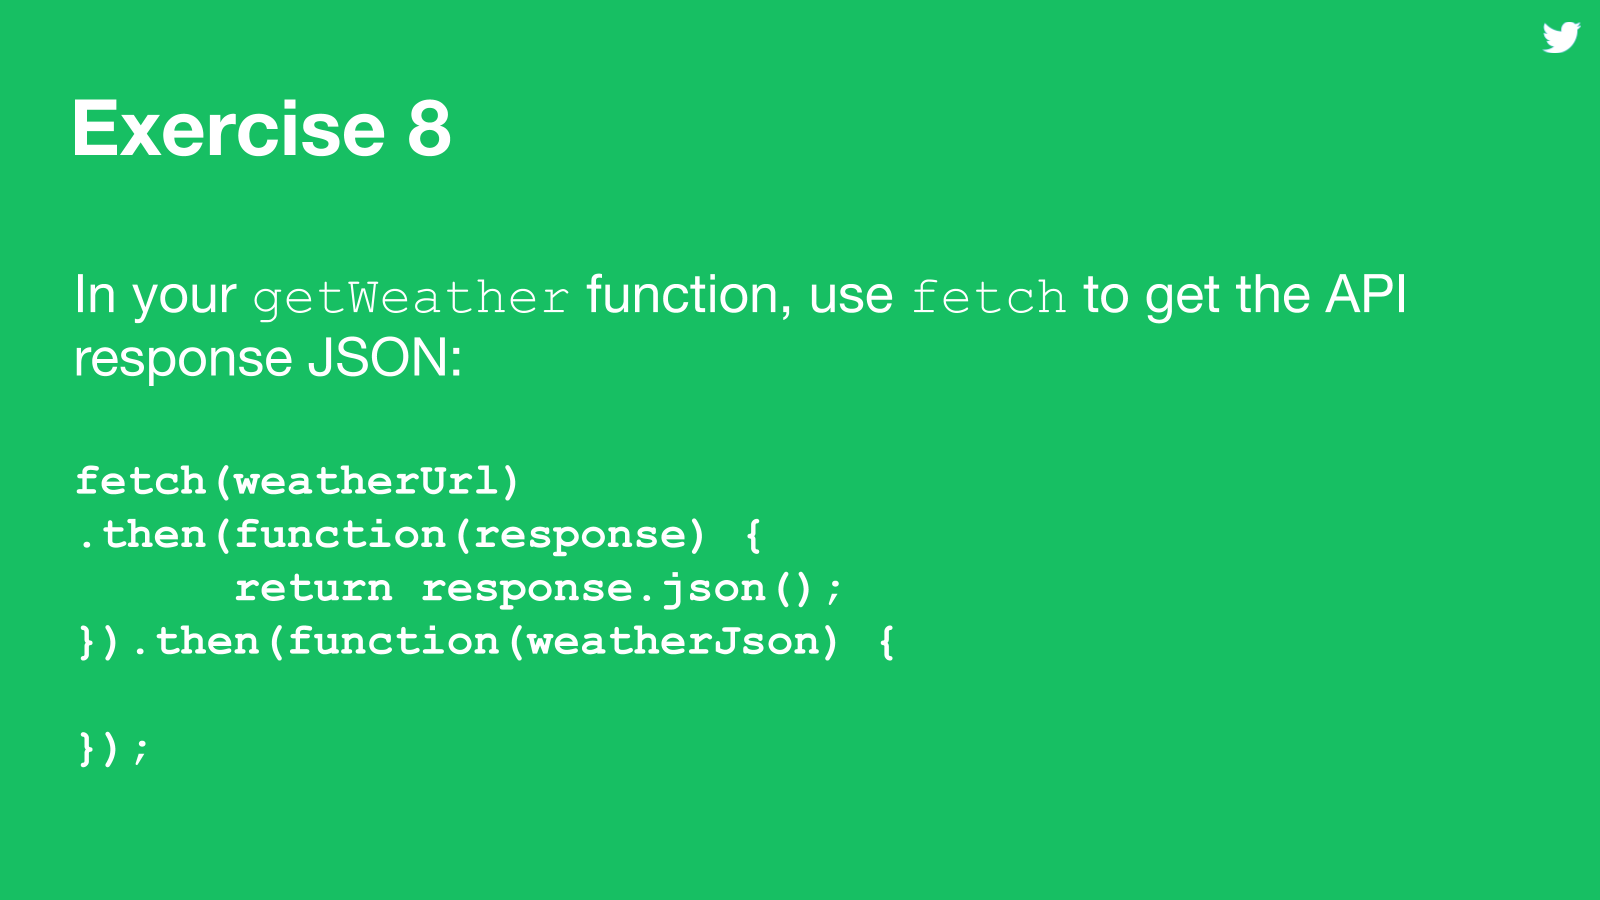 Exercise 8
In your getWeather function, use fetch to get the API
response JSON:
fetch(weatherUrl)
.then(function(response) {
      return response.json();
}).then(function(weatherJson) {
});